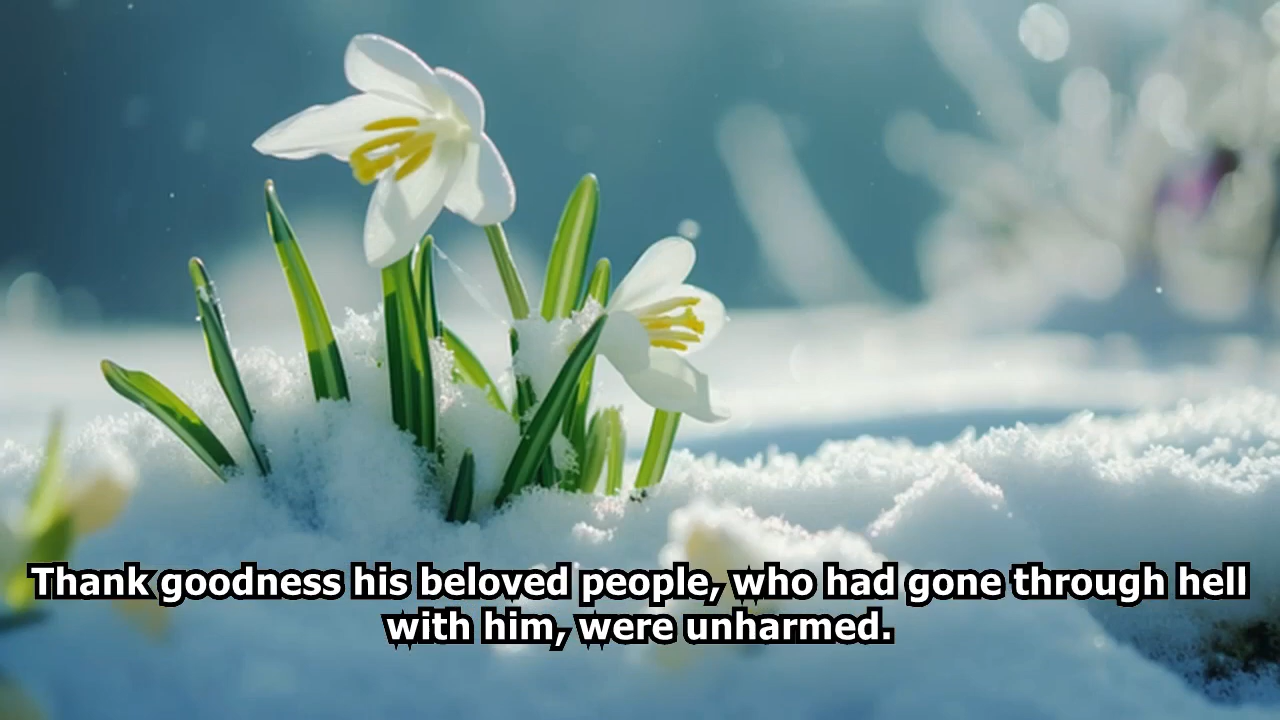 Thank goodness his beloved people, who had gone through hell
with him, were unharmed.